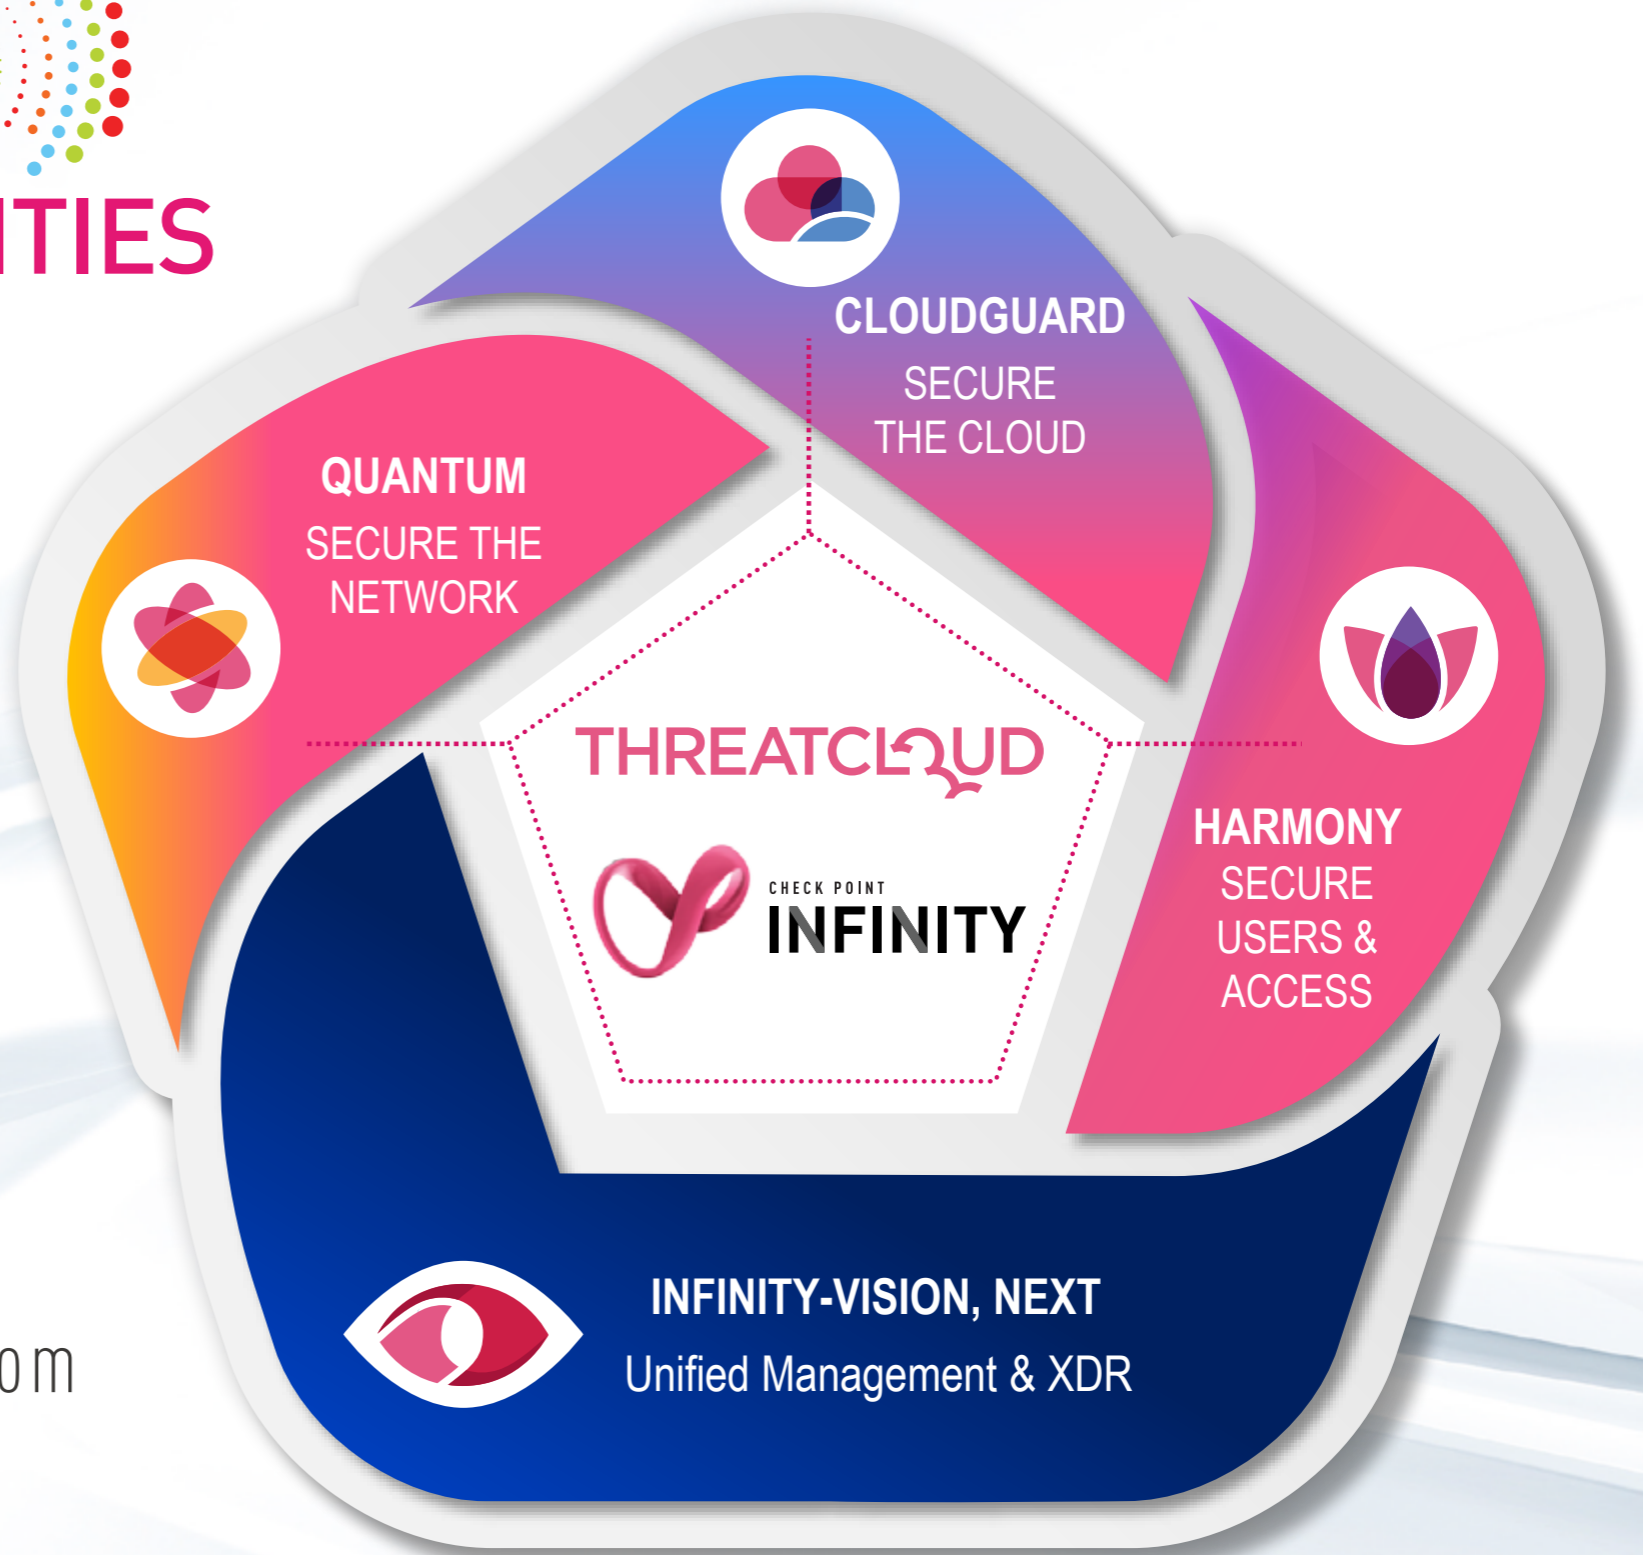 ITIES
CLOUDGUARD
SECURE
THE CLOUD
QUANTUM
SECURE THE
NETWORK
THREATCLOUD
CHECK POINT
INFINITY
HARMONY
SECURE
USERS &
ACCESS
INFINITY-VISION, NEXT
Unified Management & XDR
om